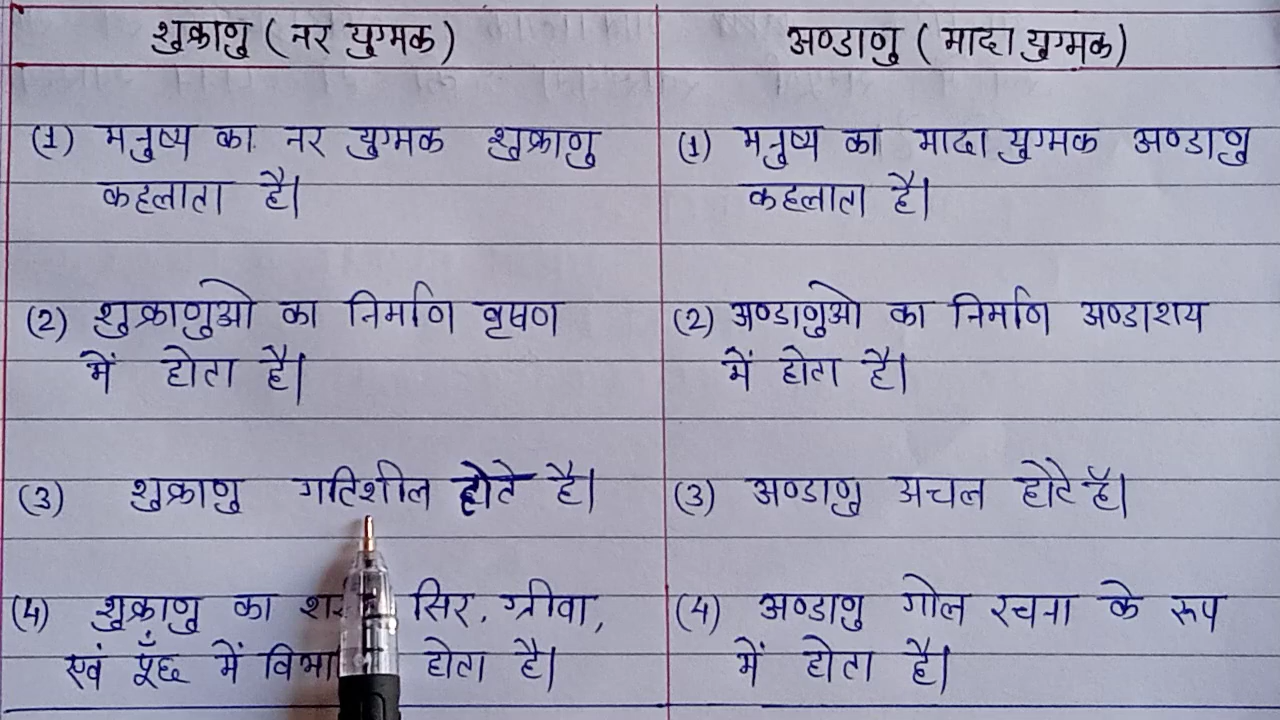 शुक्राणु ( नर युग्मक )
अण्डाणु ( मादा युग्मक )
(1) मनुष्य का नर युग्मक शुक्राणु
कहलाता है।
(1) मनुष्य का मादा युग्मक अण्डाणु
कहलाता है।
(2) शुक्राणुओ का निर्माण वृषण
में होता है।
(2) अण्डाणुओ का निर्माण अण्डाशय
में होता है।
(3) शुक्राणु गतिशील होते है।
(3) अण्डाणु अचल होते है।
(4) शुक्राणु का सिर, ग्रीवा,
एवं पूँछ में होता है।
(4) अण्डाणु गोल रचना के रूप
में होता है।